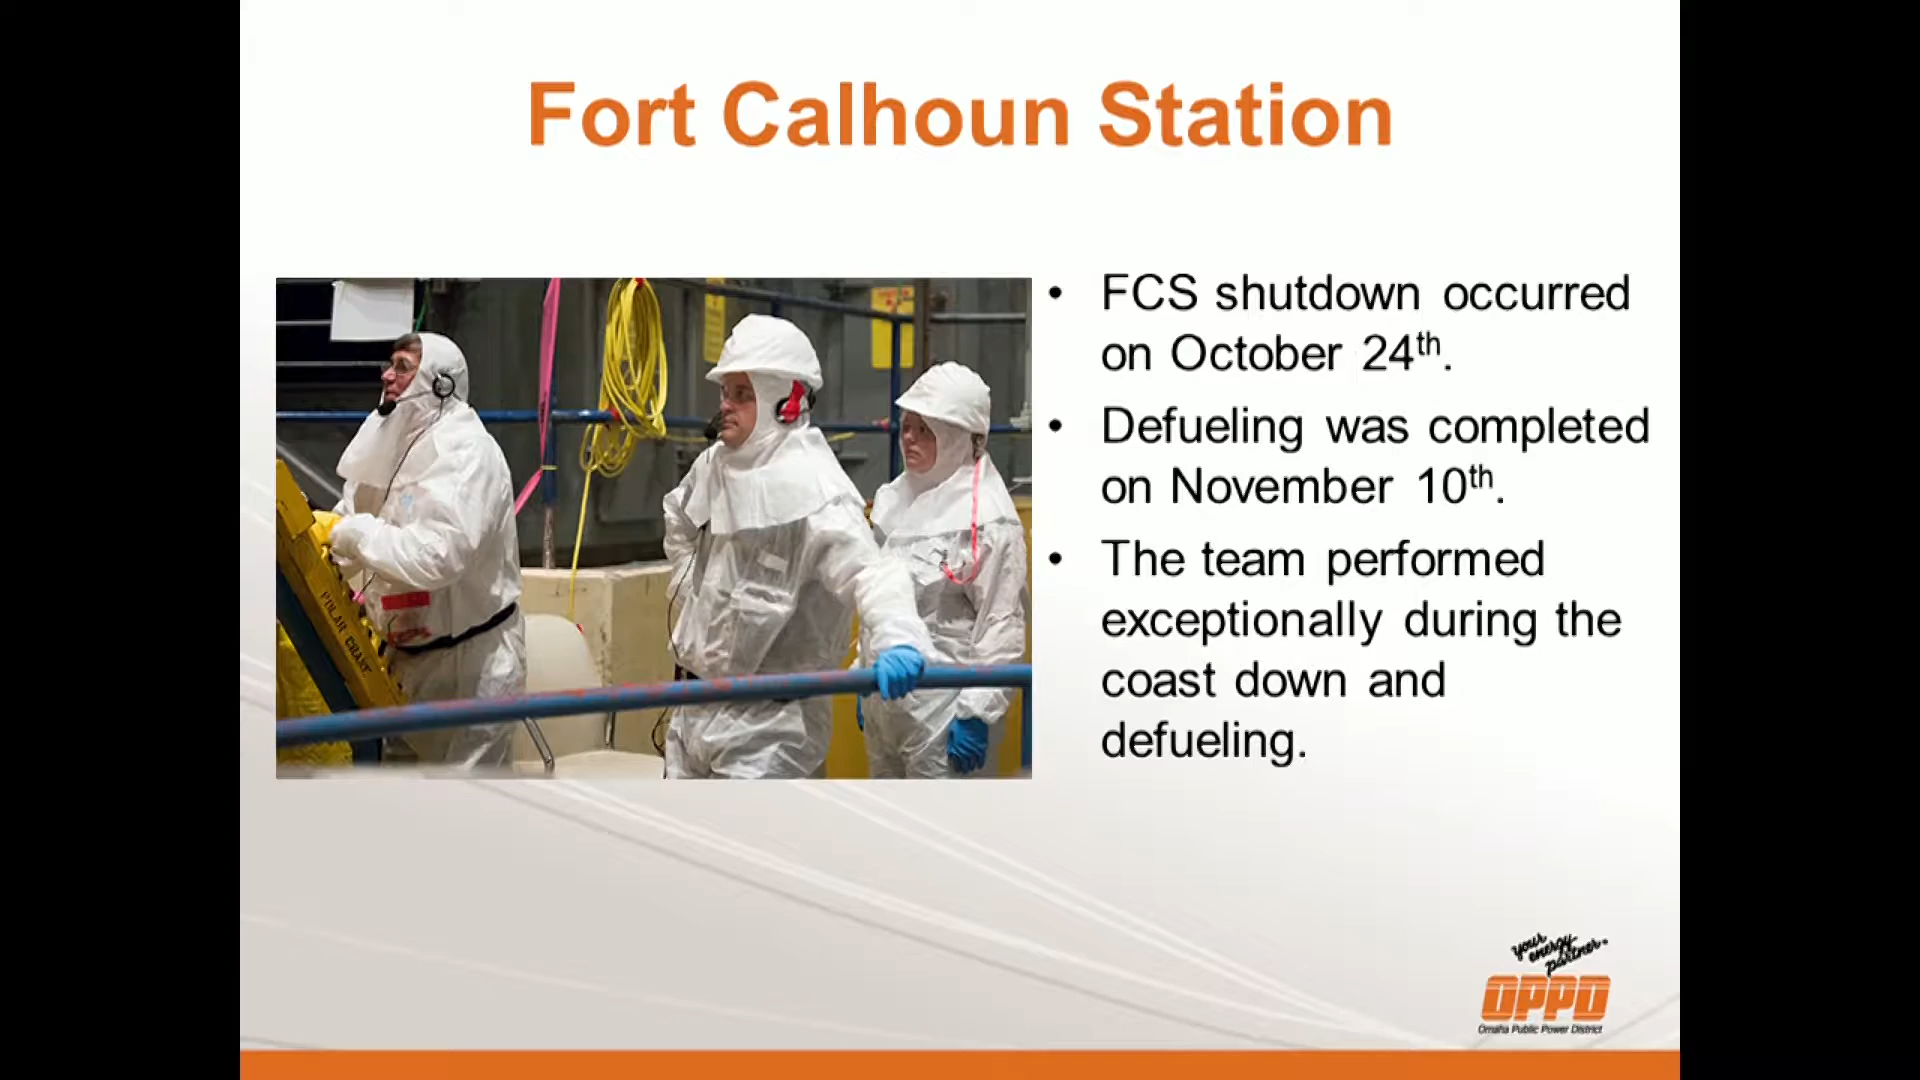 Fort Calhoun Station
• FCS shutdown occurred
on October 24th.
• Defueling was completed
on November 10th.
• The team performed
exceptionally during the
coast down and
defueling.
POLAR CRANE
your
energy
partner.
OPPD
Omaha Public Power District